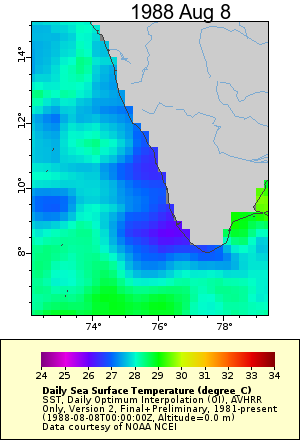 1988 Aug 8
14°
12°
10°
8°
74° 76° 78°
24 25 26 27 28 29 30 31 32 33 34
Daily Sea Surface Temperature (degree_C)
SST, Daily Optimum Interpolation (OI), AVHRR
Only, Version 2, Final+Preliminary, 1981-present
(1988-08-08T00:00:00Z, Altitude=0.0 m)
Data courtesy of NOAA NCEI